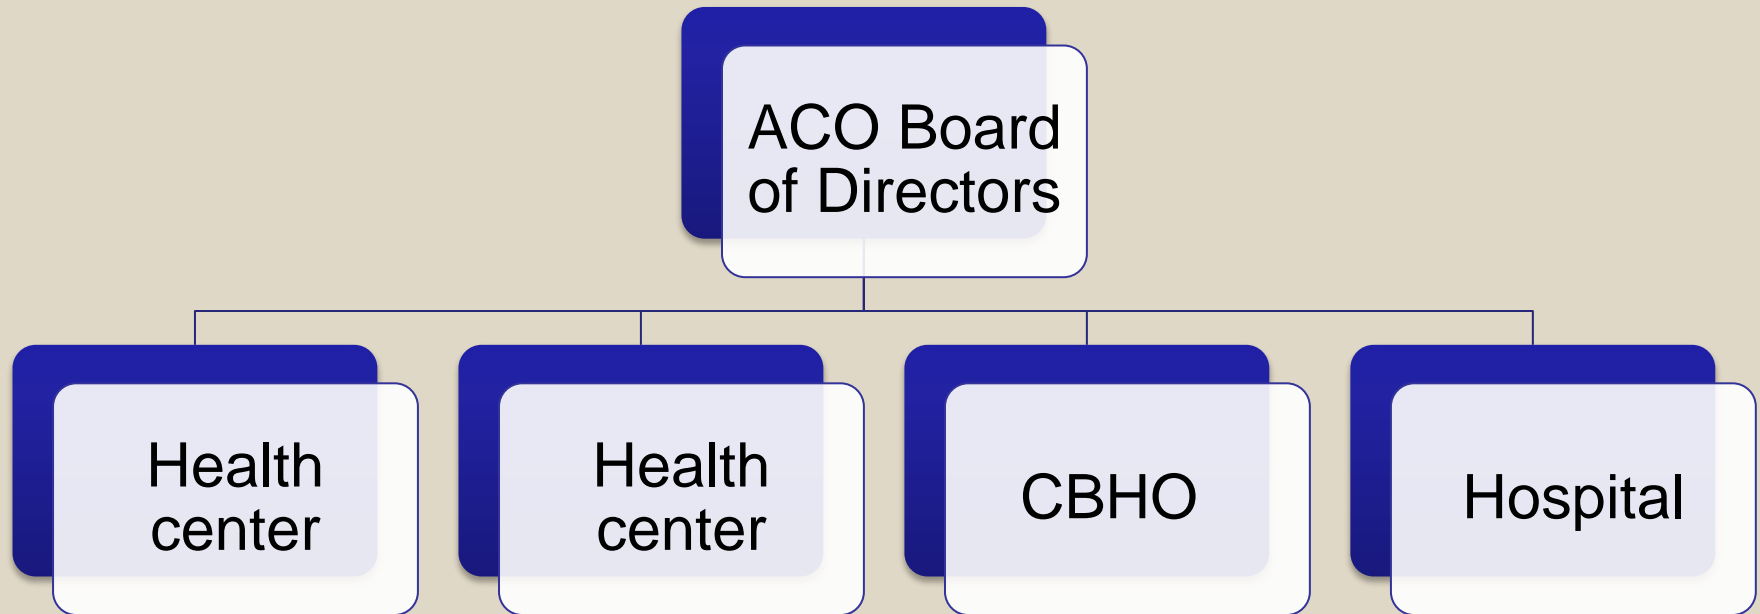 ACO Board
of Directors
Health
center
Health
center
CBHO
Hospital